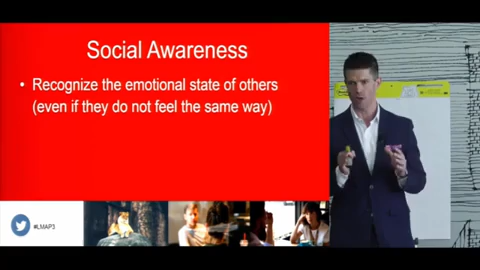 Social Awareness
• Recognize the emotional state of others
(even if they do not feel the same way)
#LMAP3